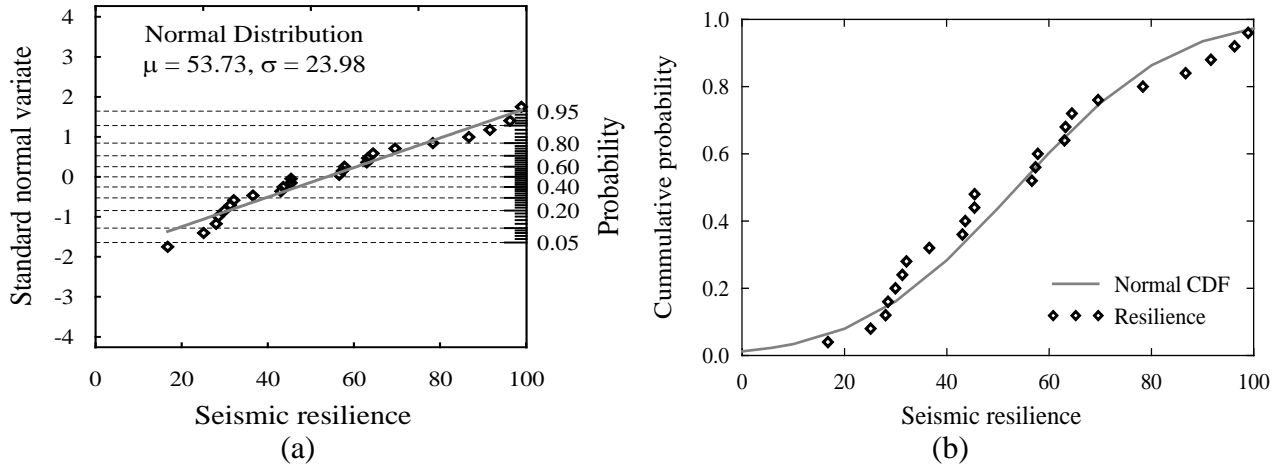 Normal Distribution
μ = 53.73, σ = 23.98
Standard normal variate
4
3
2
1
0
-1
-2
-3
-4
0.95
0.80
0.60
0.40
0.20
0.05
Probability
0 20 40 60 80 100
Seismic resilience
(a)
Cummulative probability
1.0
0.8
0.6
0.4
0.2
0.0
Normal CDF
Resilience
0 20 40 60 80 100
Seismic resilience
(b)